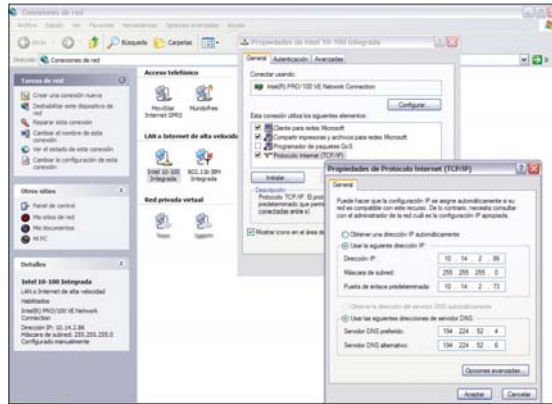 Conexiones de red
Archivo Edición Ver Favoritos Herramientas Opciones avanzadas Ayuda
Atrás Búsqueda Carpetas
Dirección Conexiones de red
Tareas de red
Crear una conexión nueva
Deshabilitar este dispositivo de red
Reparar esta conexión
Cambiar el nombre de esta conexión
Ver el estado de esta conexión
Cambiar la configuración de esta conexión
Otros sitios
Panel de control
Mis sitios de red
Mis documentos
Mi PC
Detalles
Intel 10-100 Integrada
LAN o Internet de alta velocidad
Habilitados
Intel(R) PRO/100 VE Network Connection
Dirección IP: 10.14.2.86
Máscara de subred: 255.255.255.0
Configurado manualmente
Acceso telefónico
MoviStar Internet GPRS
Mundofree
LAN o Internet de alta velocidad
Intel 10-100 Integrada
802.11b IBM Integrada
Red privada virtual
Propiedades de Intel 10-100 Integrada
General Autenticación Avanzadas
Conectar usando:
Intel(R) PRO/100 VE Network Connection
Configurar...
Esta conexión utiliza los siguientes elementos:
Cliente para redes Microsoft
Compartir impresoras y archivos para redes Microsoft
Programador de paquetes QoS
Protocolo Internet (TCP/IP)
Instalar...
Descripción
Protocolo TCP/IP. El prot
predeterminado que permi
conectadas entre sí.
Mostrar icono en el área de
Propiedades de Protocolo Internet (TCP/IP)
General
Puede hacer que la configuración IP se asigne automáticamente si su
red es compatible con este recurso. De lo contrario, necesita consultar
con el administrador de la red cuál es la configuración IP apropiada.
Obtener una dirección IP automáticamente
Usar la siguiente dirección IP:
Dirección IP: 10 14 2 86
Máscara de subred: 255 255 255 0
Puerta de enlace predeterminada: 10 14 2 73
Obtener la dirección del servidor DNS automáticamente
Usar las siguientes direcciones de servidor DNS:
Servidor DNS preferido: 194 224 52 4
Servidor DNS alternativo: 194 224 52 6
Opciones avanzadas...
Aceptar Cancelar